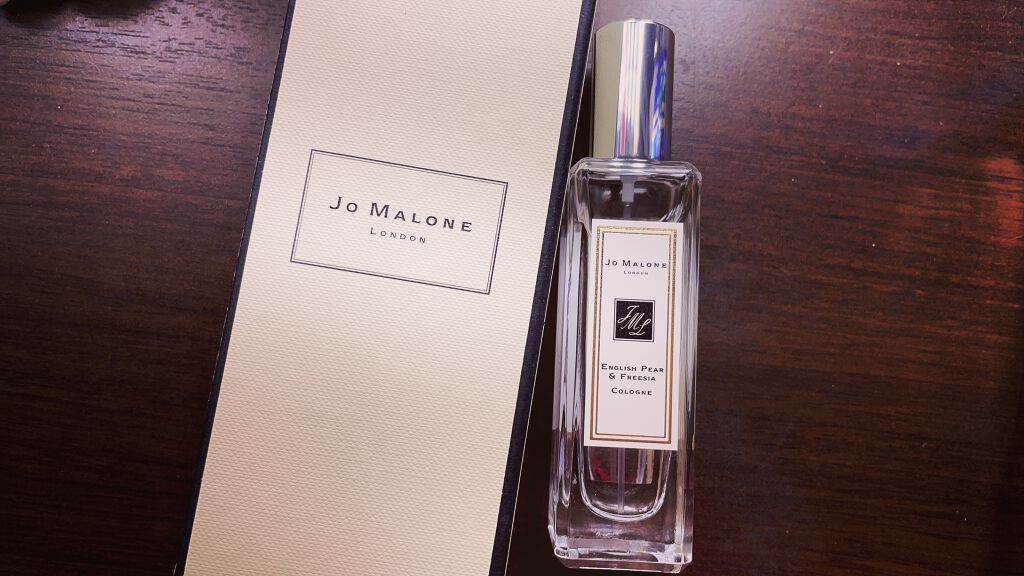 Jo Malone
London
Jo Malone
London
JML
English Pear
& Freesia
Cologne